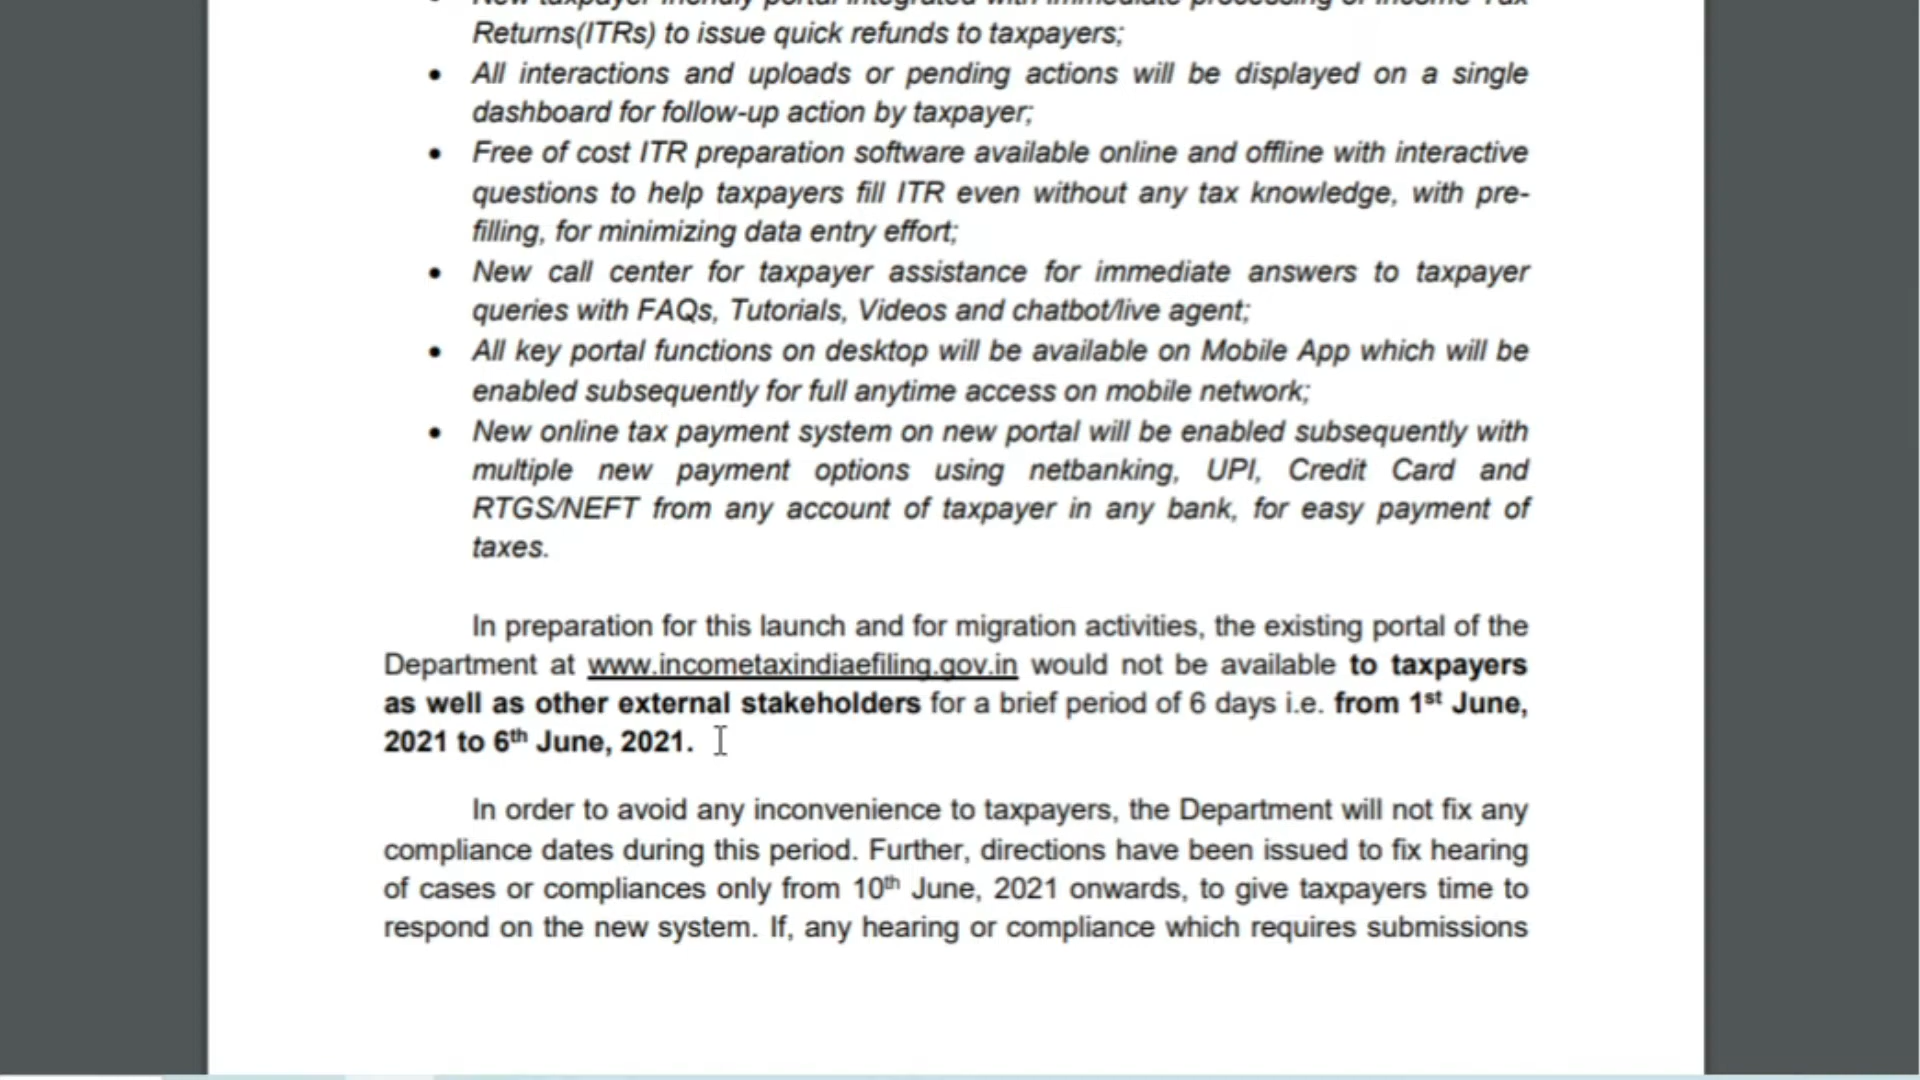 New taxpayer friendly portal integrated with immediate processing of Income Tax
Returns(ITRs) to issue quick refunds to taxpayers;
• All interactions and uploads or pending actions will be displayed on a single
dashboard for follow-up action by taxpayer;
• Free of cost ITR preparation software available online and offline with interactive
questions to help taxpayers fill ITR even without any tax knowledge, with pre-
filling, for minimizing data entry effort;
• New call center for taxpayer assistance for immediate answers to taxpayer
queries with FAQs, Tutorials, Videos and chatbot/live agent;
• All key portal functions on desktop will be available on Mobile App which will be
enabled subsequently for full anytime access on mobile network;
• New online tax payment system on new portal will be enabled subsequently with
multiple new payment options using netbanking, UPI, Credit Card and
RTGS/NEFT from any account of taxpayer in any bank, for easy payment of
taxes.
In preparation for this launch and for migration activities, the existing portal of the
Department at www.incometaxindiaefiling.gov.in would not be available to taxpayers
as well as other external stakeholders for a brief period of 6 days i.e. from 1st June,
2021 to 6th June, 2021.
In order to avoid any inconvenience to taxpayers, the Department will not fix any
compliance dates during this period. Further, directions have been issued to fix hearing
of cases or compliances only from 10th June, 2021 onwards, to give taxpayers time to
respond on the new system. If, any hearing or compliance which requires submissions